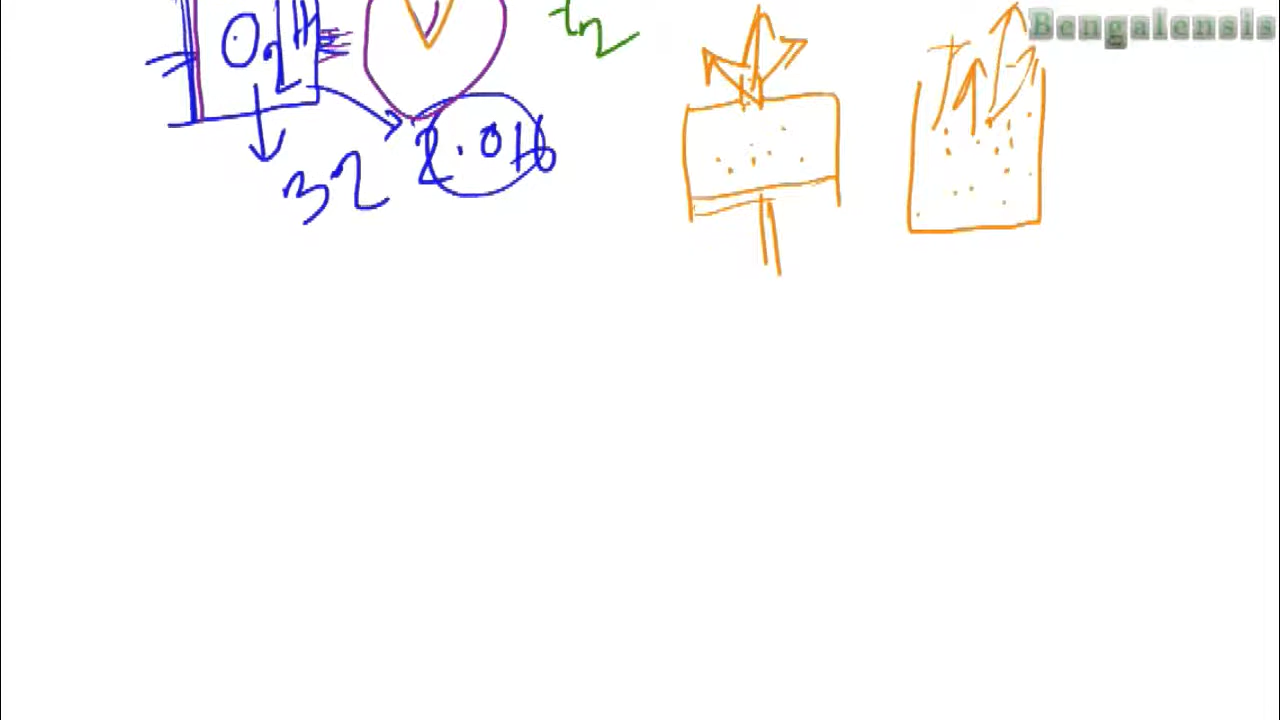 Bengalensis
O₂ H
t₂
32
2.016